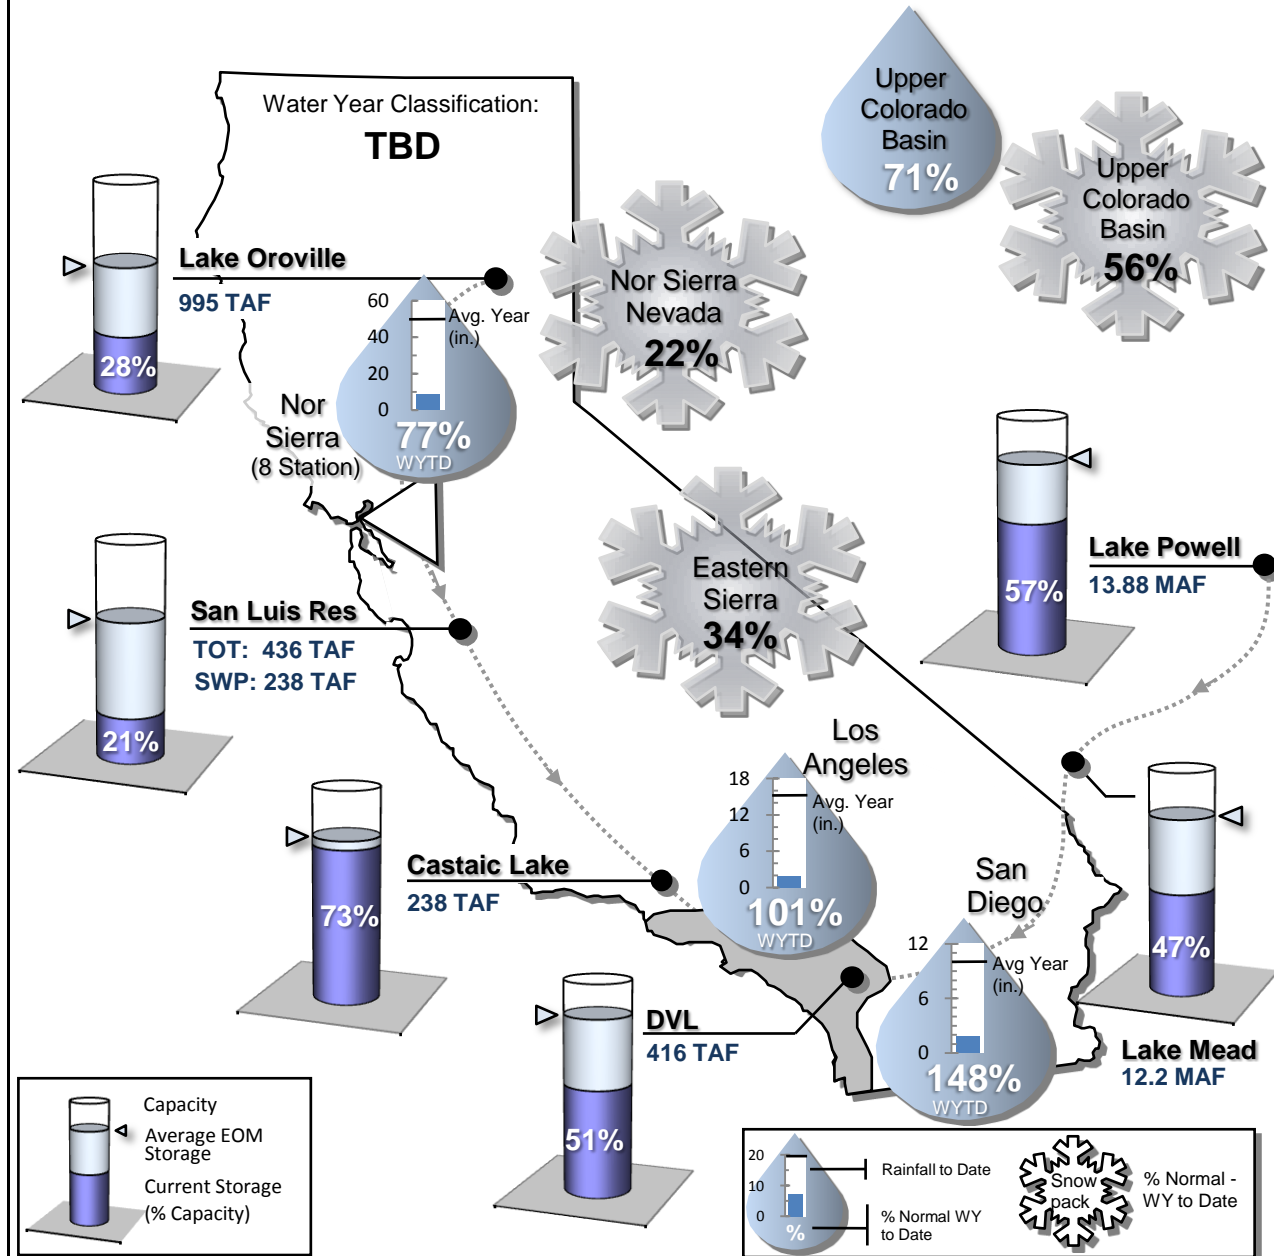 Water Year Classification:
TBD
Upper
Colorado
Basin
71%
Upper
Colorado
Basin
56%
Lake Oroville
995 TAF
28%
60
40
20
0
Avg. Year
(in.)
77%
WYTD
Nor
Sierra
(8 Station)
Nor Sierra
Nevada
22%
Eastern
Sierra
34%
Lake Powell
13.88 MAF
57%
San Luis Res
TOT: 436 TAF
SWP: 238 TAF
21%
Los
Angeles
18
12
6
0
Avg. Year
(in.)
101%
WYTD
Castaic Lake
238 TAF
73%
San
Diego
12
6
0
Avg Year
(in.)
148%
WYTD
47%
Lake Mead
12.2 MAF
DVL
416 TAF
51%
Capacity
Average EOM
Storage
Current Storage
(% Capacity)
20
10
0
%
Rainfall to Date
% Normal WY
to Date
Snow
pack
% Normal -
WY to Date